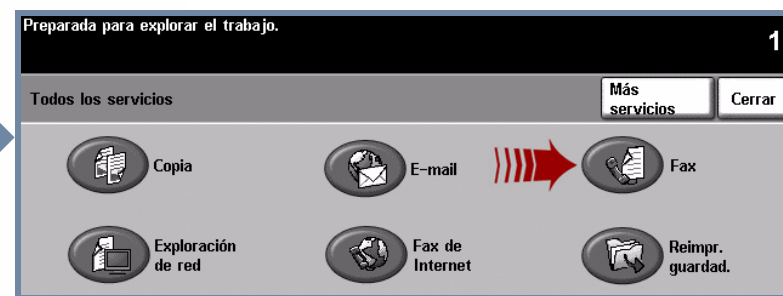 Preparada para explorar el trabajo.
1
Todos los servicios
Más
servicios
Cerrar
Copia
E-mail
Fax
Exploración
de red
Fax de
Internet
Reimpr.
guardad.